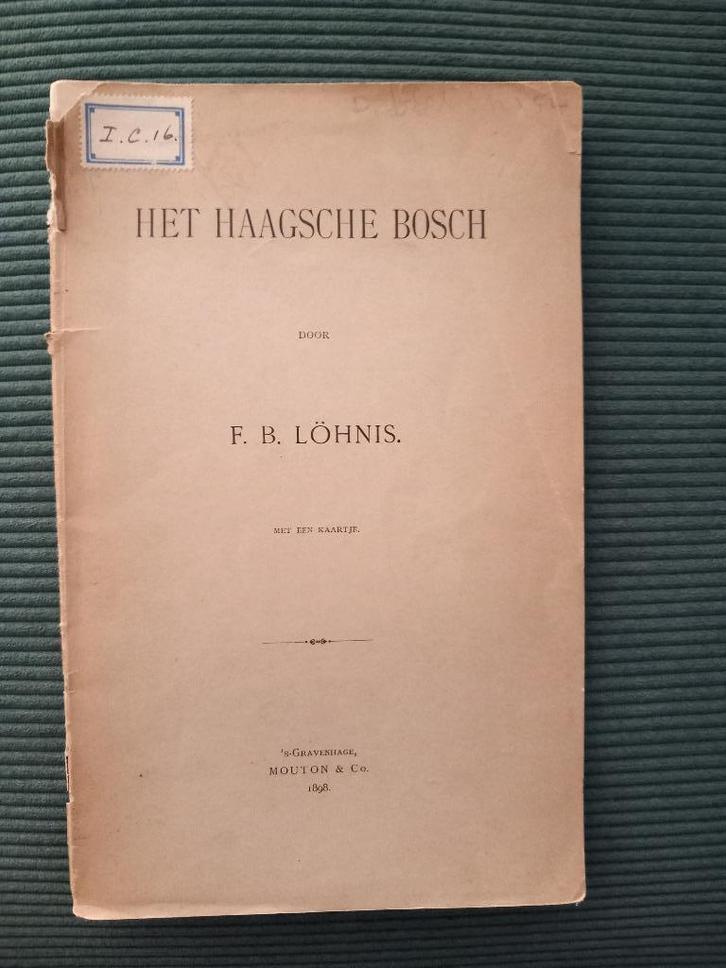 I.C.16.
HET HAAGSCHE BOSCH
DOOR
F. B. LÖHNIS.
MET EEN KAARTJE.
'S-GRAVENHAGE,
MOUTON & Co.
1898.